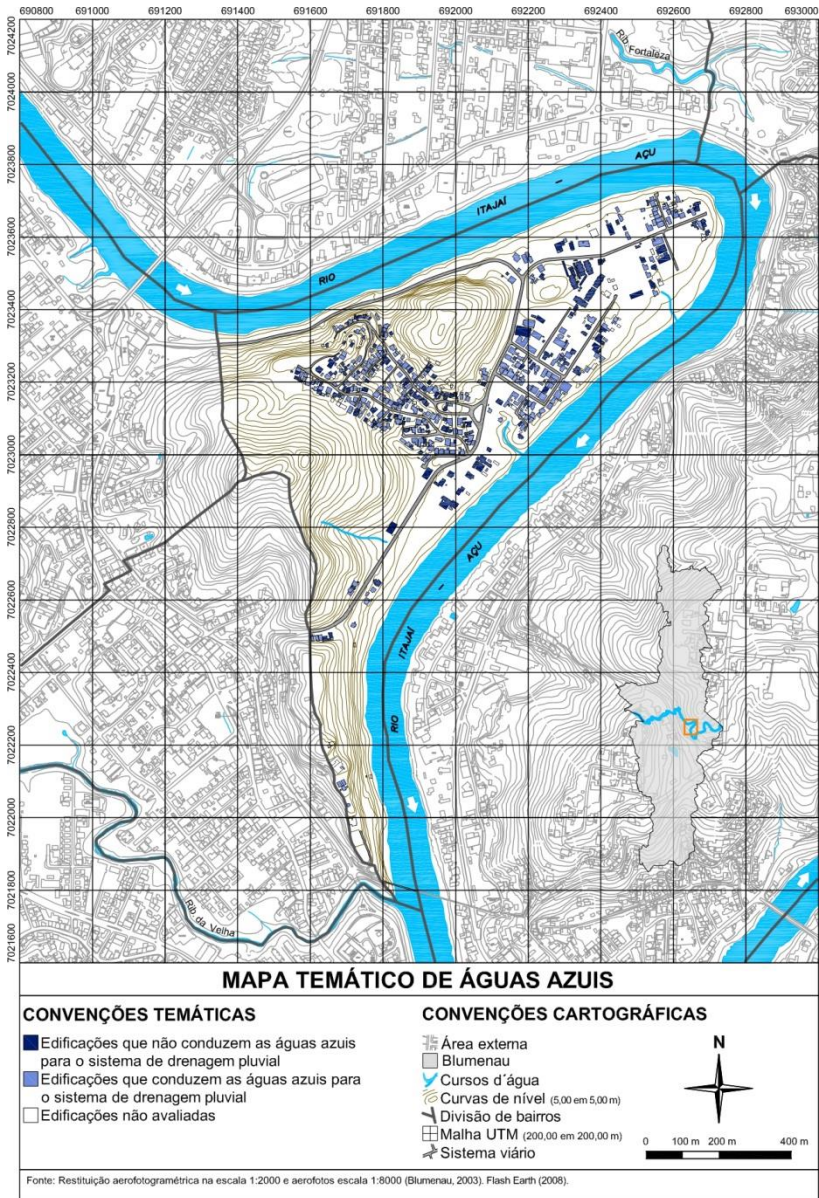 690800 691000 691200 691400 691600 691800 692000 692200 692400 692600 692800 693000
7024200
7024000
7023800
7023600
7023400
7023200
7023000
7022800
7022600
7022400
7022200
7022000
7021800
7021600
Rib. Fortaleza
RIO ITAJAÍ - AÇU
RIO ITAJAÍ - AÇU
Rib. da Velha
MAPA TEMÁTICO DE ÁGUAS AZUIS
CONVENÇÕES TEMÁTICAS
Edificações que não conduzem as águas azuis
para o sistema de drenagem pluvial
Edificações que conduzem as águas azuis para
o sistema de drenagem pluvial
Edificações não avaliadas
CONVENÇÕES CARTOGRÁFICAS
Área externa
Blumenau
Cursos d´água
Curvas de nível (5,00 em 5,00 m)
Divisão de bairros
Malha UTM (200,00 em 200,00 m)
Sistema viário
N
0 100 m 200 m 400 m
Fonte: Restituição aerofotogramétrica na escala 1:2000 e aerofotos escala 1:8000 (Blumenau, 2003). Flash Earth (2008).